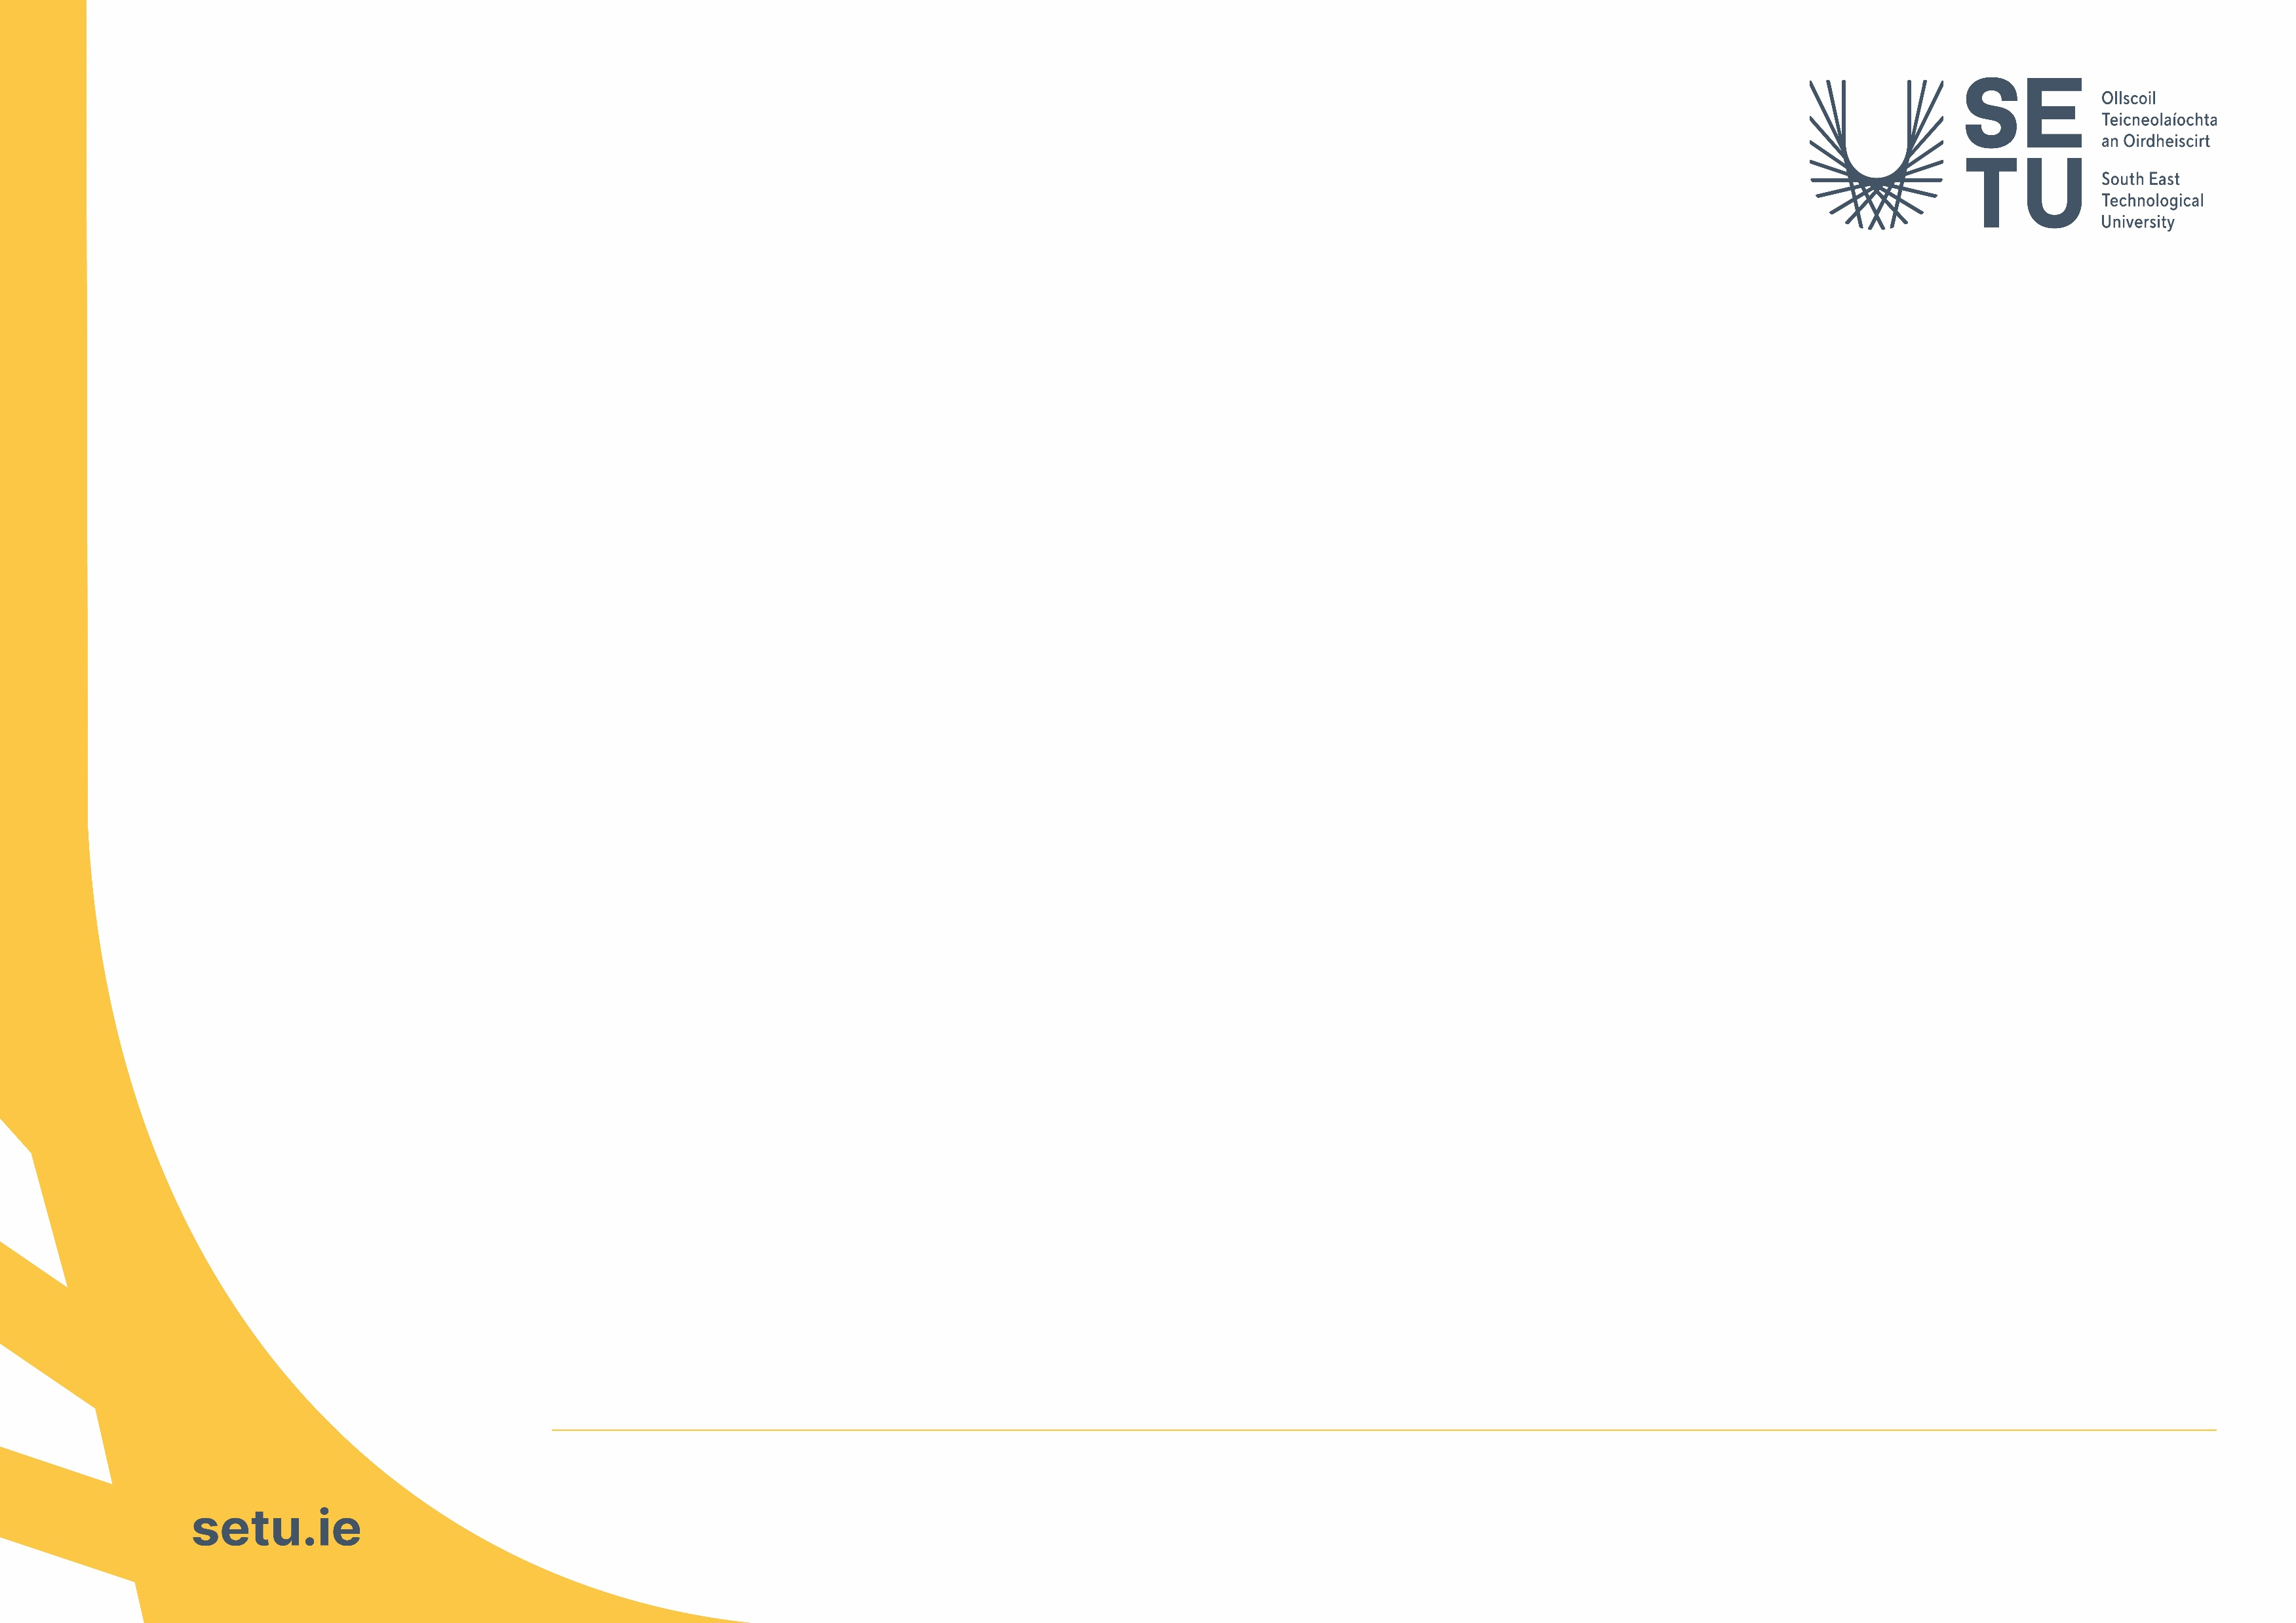 SE
TU
Ollscoil
Teicneolaíochta
an Oirdheiscirt
South East
Technological
University
setu.ie